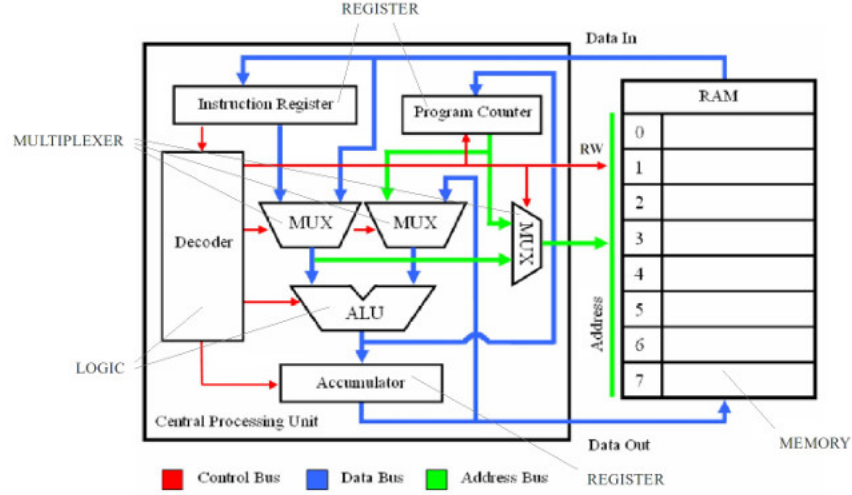 REGISTER
Data In
Instruction Register
Program Counter
RAM
MULTIPLEXER
RW
0
1
2
3
4
5
6
7
Decoder
MUX
MUX
MUX
ALU
Address
LOGIC
Accumulator
Central Processing Unit
Data Out
MEMORY
REGISTER
Control Bus
Data Bus
Address Bus